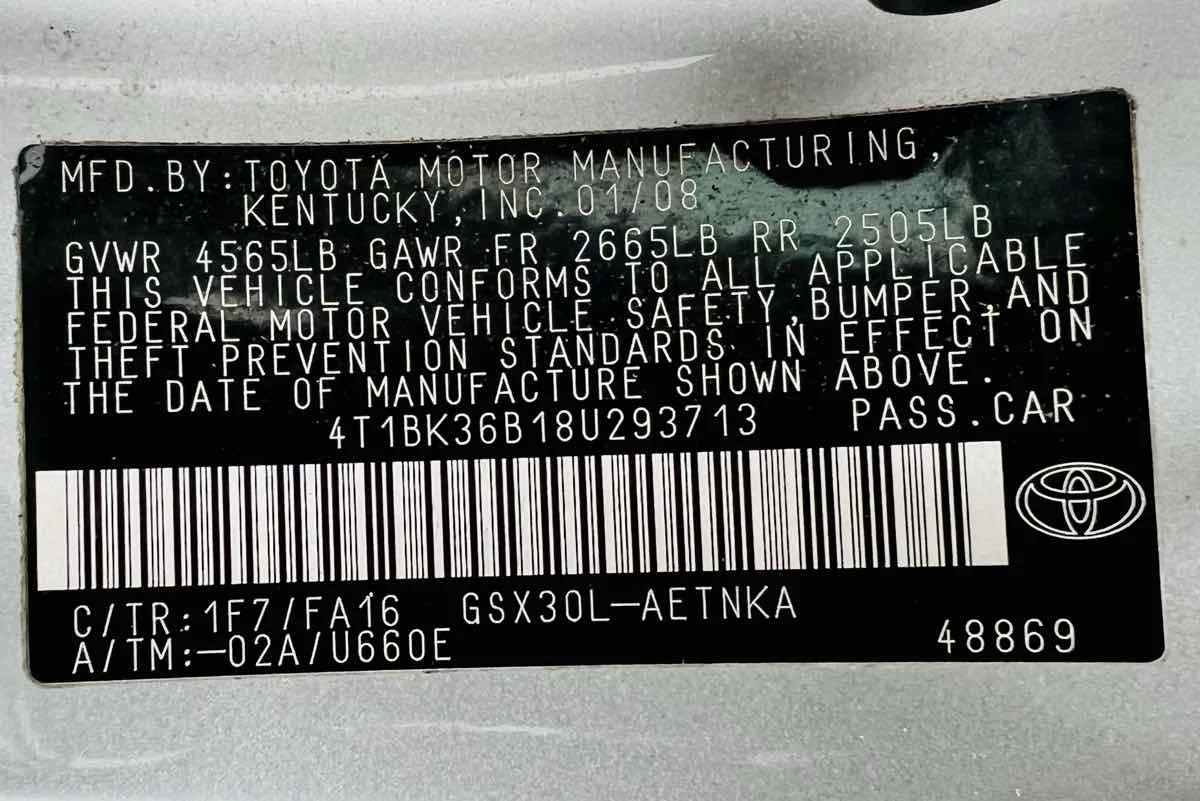 MFD.BY:TOYOTA MOTOR MANUFACTURING,
KENTUCKY,INC.01/08
GVWR 4565LB GAWR FR 2665LB RR 2505LB
THIS VEHICLE CONFORMS TO ALL APPLICABLE
FEDERAL MOTOR VEHICLE SAFETY,BUMPER,AND
THEFT PREVENTION STANDARDS IN EFFECT ON
THE DATE OF MANUFACTURE SHOWN ABOVE.
4T1BK36B18U293713 PASS.CAR
C/TR:1F7/FA16 GSX30L-AETNKA
A/TM:-02A/U660E 48869